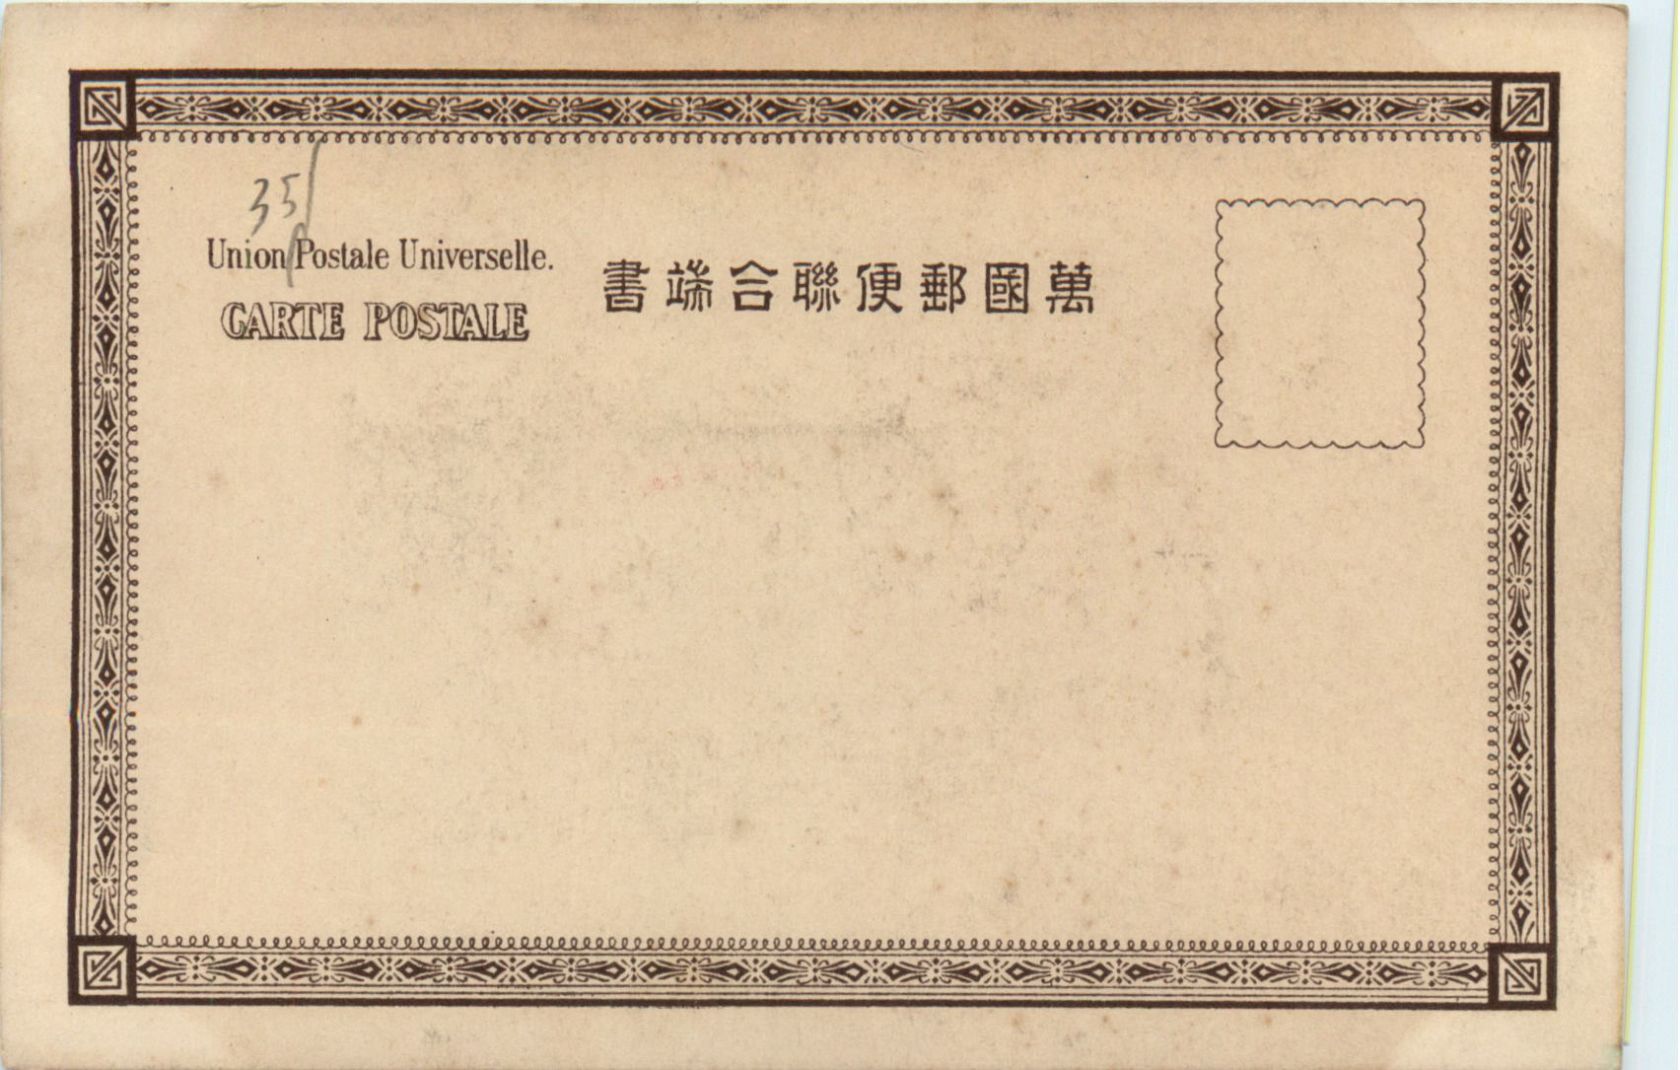 35
Union Postale Universelle.
CARTE POSTALE
書端合聯便郵國萬